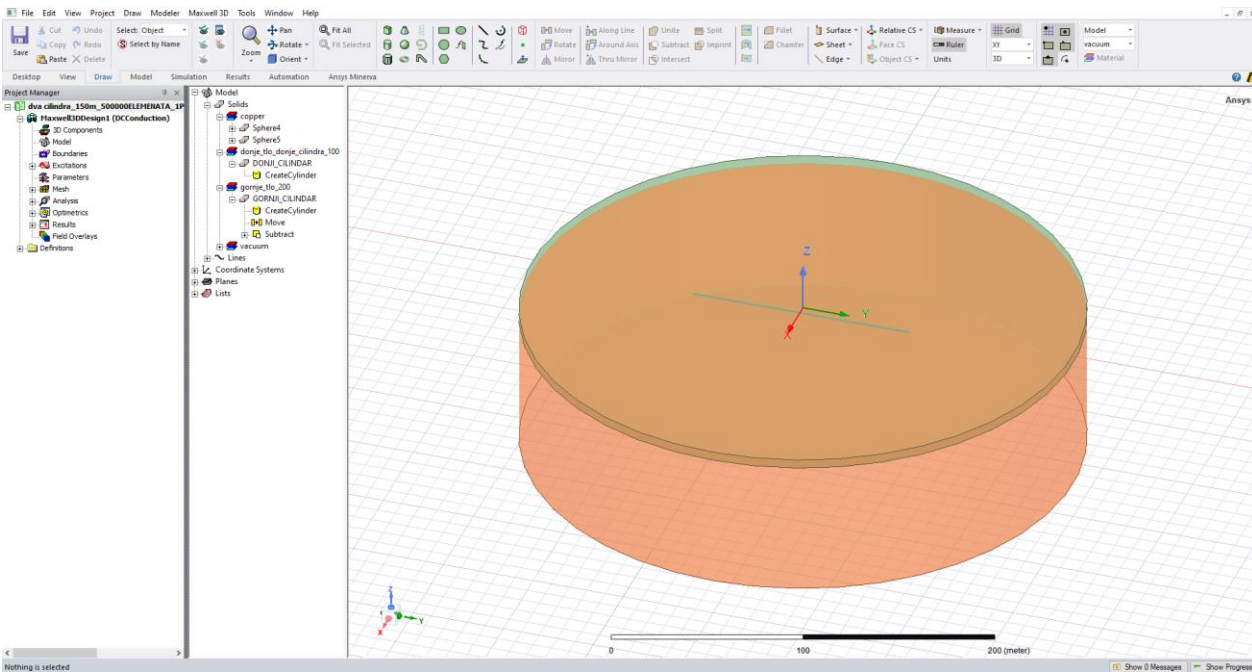 File Edit View Project Draw Modeler Maxwell 3D Tools Window Help
Save
Cut
Copy
Paste
Undo
Redo
Delete
Select: Object
Select by Name
Zoom
Pan
Rotate
Orient
Fit All
Fit Selected
Move
Rotate
Mirror
Along Line
Around Axis
Thru Mirror
Unite
Subtract
Intersect
Split
Imprint
Fillet
Chamfer
Surface
Sheet
Edge
Relative CS
Face CS
Object CS
Measure
Ruler
Units
Grid
XY
3D
Model
vacuum
Material
Desktop View Draw Model Simulation Results Automation Ansys Minerva
Project Manager
dva cilindra_150m_500000ELEMENATA_1P
Maxwell3DDesign1 (DCConduction)
3D Components
Model
Boundaries
Excitations
Parameters
Mesh
Analysis
Optimetrics
Results
Field Overlays
Definitions
Model
Solids
copper
Sphere4
Sphere5
donje_tlo_donje_cilindra_100
DONJI_CILINDAR
CreateCylinder
gornje_tlo_200
GORNJI_CILINDAR
CreateCylinder
Move
Subtract
vacuum
Lines
Coordinate Systems
Planes
Lists
Ansys
Z
Y
X
Z
Y
X
0 100 200 (meter)
Nothing is selected
Show 0 Messages Show Progress